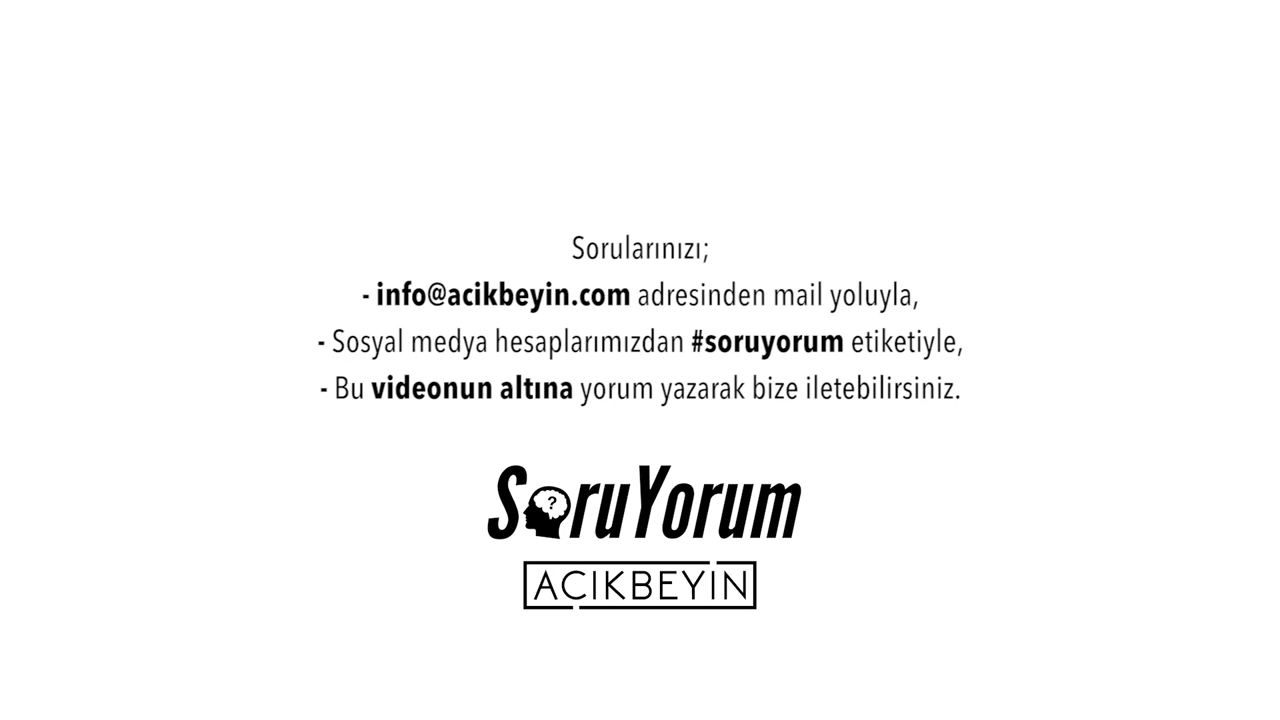 Sorularınızı;
- info@acikbeyin.com adresinden mail yoluyla,
- Sosyal medya hesaplarımızdan #soruyorum etiketiyle,
- Bu videonun altına yorum yazarak bize iletebilirsiniz.
SoruYorum
AÇIKBEYİN